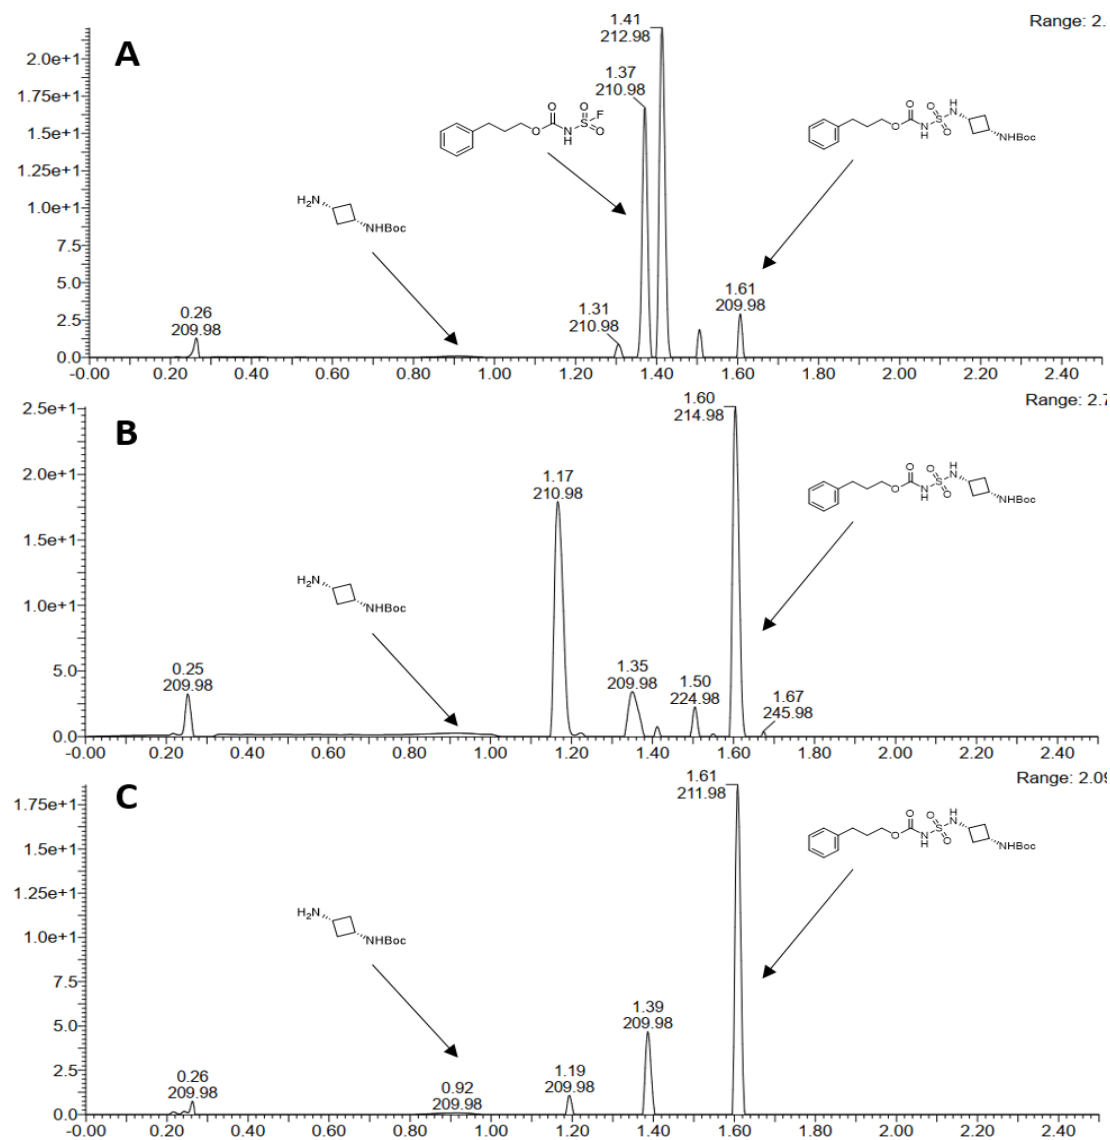 Range: 2.
A
1.41
212.98
1.37
210.98
2.0e+1
1.75e+1
1.5e+1
1.25e+1
1.0e+1
7.5
5.0
2.5
0.0
O O O F
O N H S O
O O O H N
O N H S O
NHBoc
H2N
NHBoc
0.26
209.98
1.31
210.98
1.61
209.98
-0.00 0.20 0.40 0.60 0.80 1.00 1.20 1.40 1.60 1.80 2.00 2.20 2.40
Range: 2.7
B
1.60
214.98
2.5e+1
2.0e+1
1.5e+1
1.0e+1
5.0
0.0
1.17
210.98
O O O H N
O N H S O
NHBoc
H2N
NHBoc
0.25
209.98
1.35
209.98
1.50
224.98
1.67
245.98
-0.00 0.20 0.40 0.60 0.80 1.00 1.20 1.40 1.60 1.80 2.00 2.20 2.40
Range: 2.09
C
1.61
211.98
1.75e+1
1.5e+1
1.25e+1
1.0e+1
7.5
5.0
2.5
0.0
O O O H N
O N H S O
NHBoc
H2N
NHBoc
0.26
209.98
0.92
209.98
1.19
209.98
1.39
209.98
-0.00 0.20 0.40 0.60 0.80 1.00 1.20 1.40 1.60 1.80 2.00 2.20 2.40